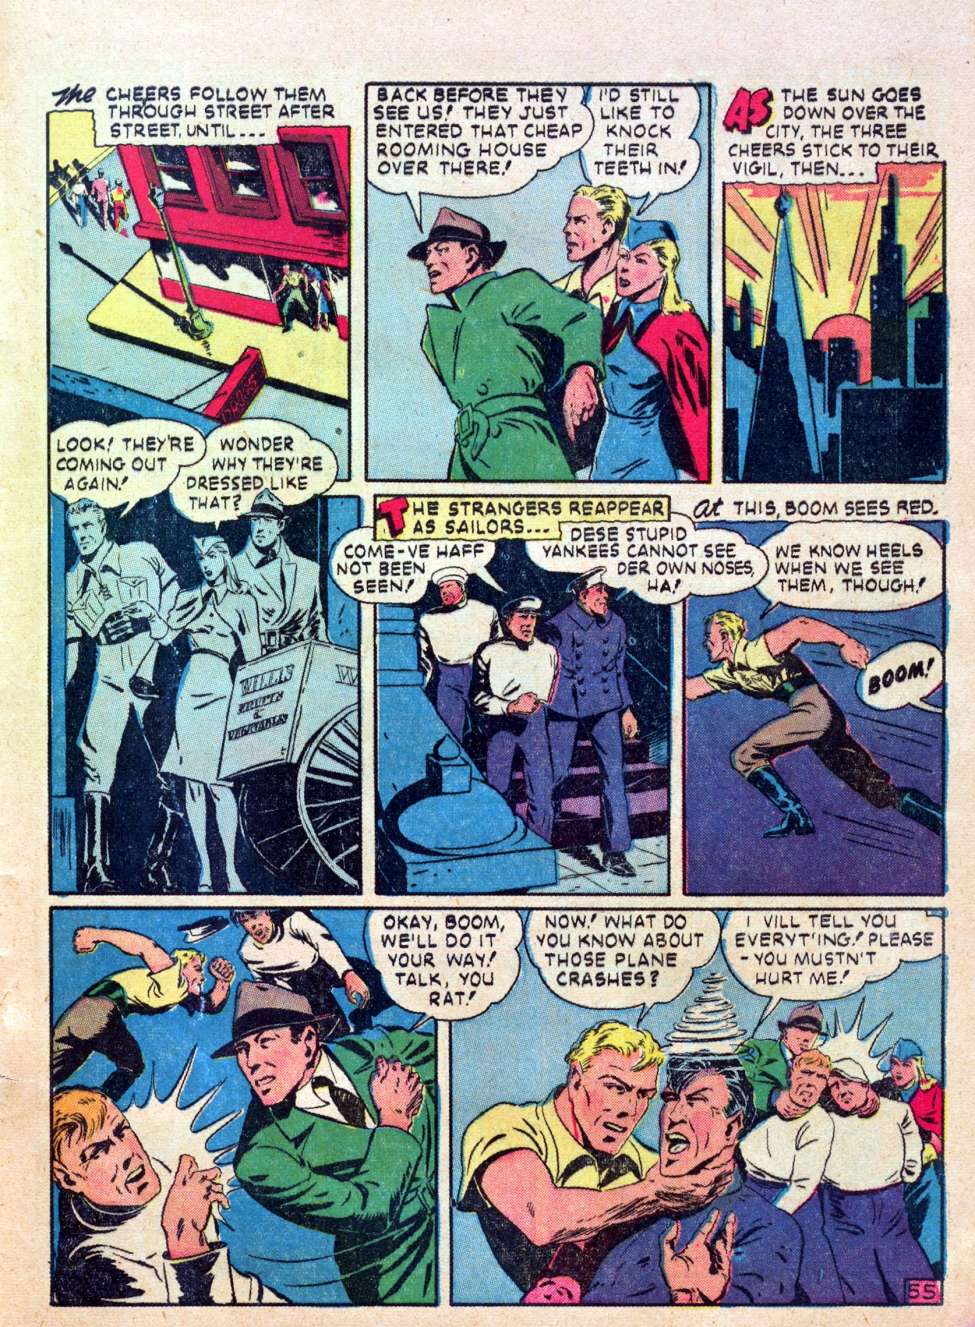 The CHEERS FOLLOW THEM
THROUGH STREET AFTER
STREET, UNTIL---
DRUGS
BACK BEFORE THEY
SEE US! THEY JUST
ENTERED THAT CHEAP
ROOMING HOUSE
OVER THERE!
I'D STILL
LIKE TO
KNOCK
THEIR
TEETH IN!
AS THE SUN GOES
DOWN OVER THE
CITY, THE THREE
CHEERS STICK TO THEIR
VIGIL, THEN---
LOOK! THEY'RE
COMING OUT
AGAIN!
WONDER
WHY THEY'RE
DRESSED LIKE
THAT?
WILLIS
FRUITS
&
VEGETABLES
W
THE STRANGERS REAPPEAR
AS SAILORS...
COME-VE HAFF
NOT BEEN
SEEN!
DESE STUPID
YANKEES CANNOT SEE
DER OWN NOSES,
HA!
At THIS, BOOM SEES RED.
WE KNOW HEELS
WHEN WE SEE
THEM, THOUGH!
BOOM!
OKAY, BOOM,
WE'LL DO IT
YOUR WAY!
TALK, YOU
RAT!
NOW! WHAT DO
YOU KNOW ABOUT
THOSE PLANE
CRASHES?
I VILL TELL YOU
EVERYT'ING! PLEASE
-YOU MUSTN'T
HURT ME!
55